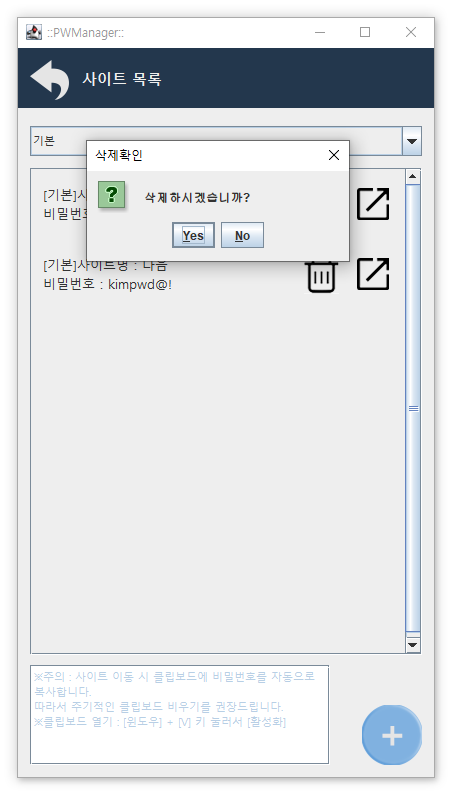 ::PWManager::
사이트 목록
기본
삭제확인
삭제하시겠습니까?
Yes No
[기본]사
비밀번호
[기본]사이트명 : 다음
비밀번호 : kimpwd@!
※주의 : 사이트 이동 시 클립보드에 비밀번호를 자동으로
복사합니다.
따라서 주기적인 클립보드 비우기를 권장드립니다.
※클립보드 열기 : [윈도우] + [V] 키 눌러서 [활성화]